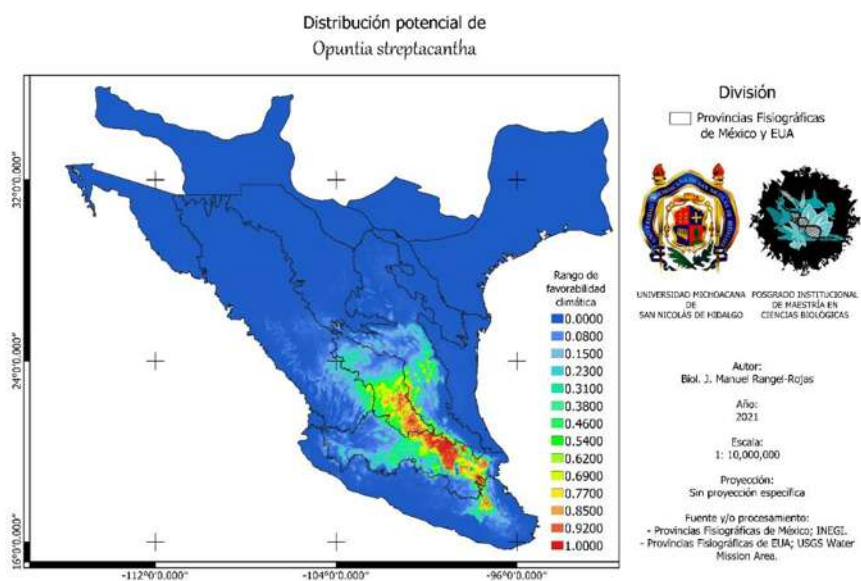 Distribución potencial de
Opuntia streptacantha
División
Provincias Fisiográficas
de México y EUA
32°0'0.000"
24°0'0.000"
16°0'0.000"
-112°0'0.000"
-104°0'0.000"
-96°0'0.000"
Rango de
favorabilidad
climática
0.0000
0.0800
0.1500
0.2300
0.3100
0.3800
0.4600
0.5400
0.6200
0.6900
0.7700
0.8500
0.9200
1.0000
UNIVERSIDAD MICHOACANA
DE
SAN NICOLÁS DE HIDALGO
POSGRADO INSTITUCIONAL
DE MAESTRÍA EN
CIENCIAS BIOLÓGICAS
Autor:
Biol. J. Manuel Rangel-Rojas
Año:
2021
Escala:
1: 10,000,000
Proyección:
Sin proyección específica
Fuente y/o procesamiento:
- Provincias Fisiográficas de México; INEGI.
- Provincias Fisiográficas de EUA; USGS Water
Mission Area.